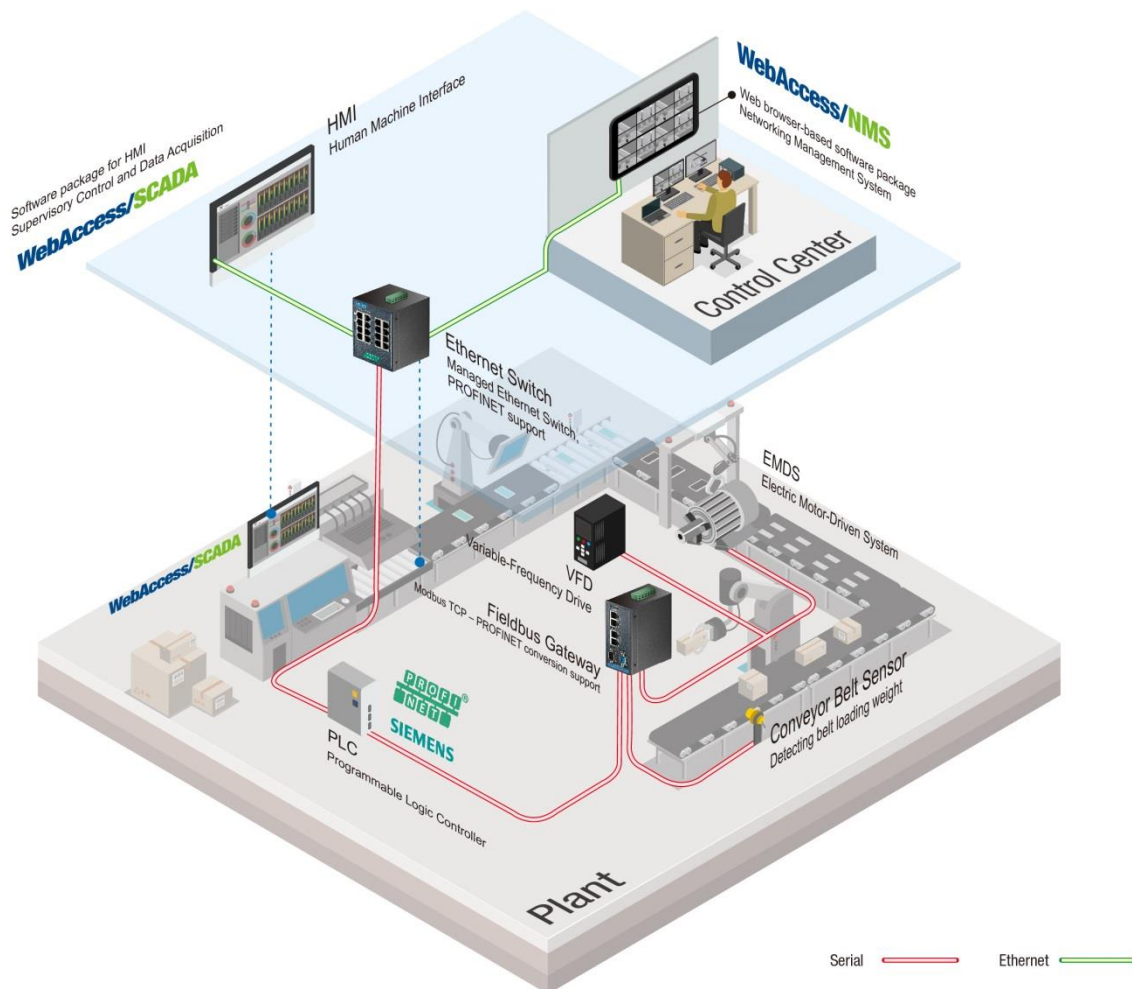 WebAccess/NMS
Web browser-based software package
Networking Management System
HMI
Human Machine Interface
Software package for HMI
Supervisory Control and Data Acquisition
WebAccess/SCADA
Control Center
Ethernet Switch
Managed Ethernet Switch,
PROFINET support
EMDS
Electric Motor-Driven System
WebAccess/SCADA
VFD
Variable-Frequency Drive
Fieldbus Gateway
Modbus TCP – PROFINET conversion support
Conveyor Belt Sensor
Detecting belt loading weight
PROFI
NET®
SIEMENS
PLC
Programmable Logic Controller
Plant
Serial
Ethernet